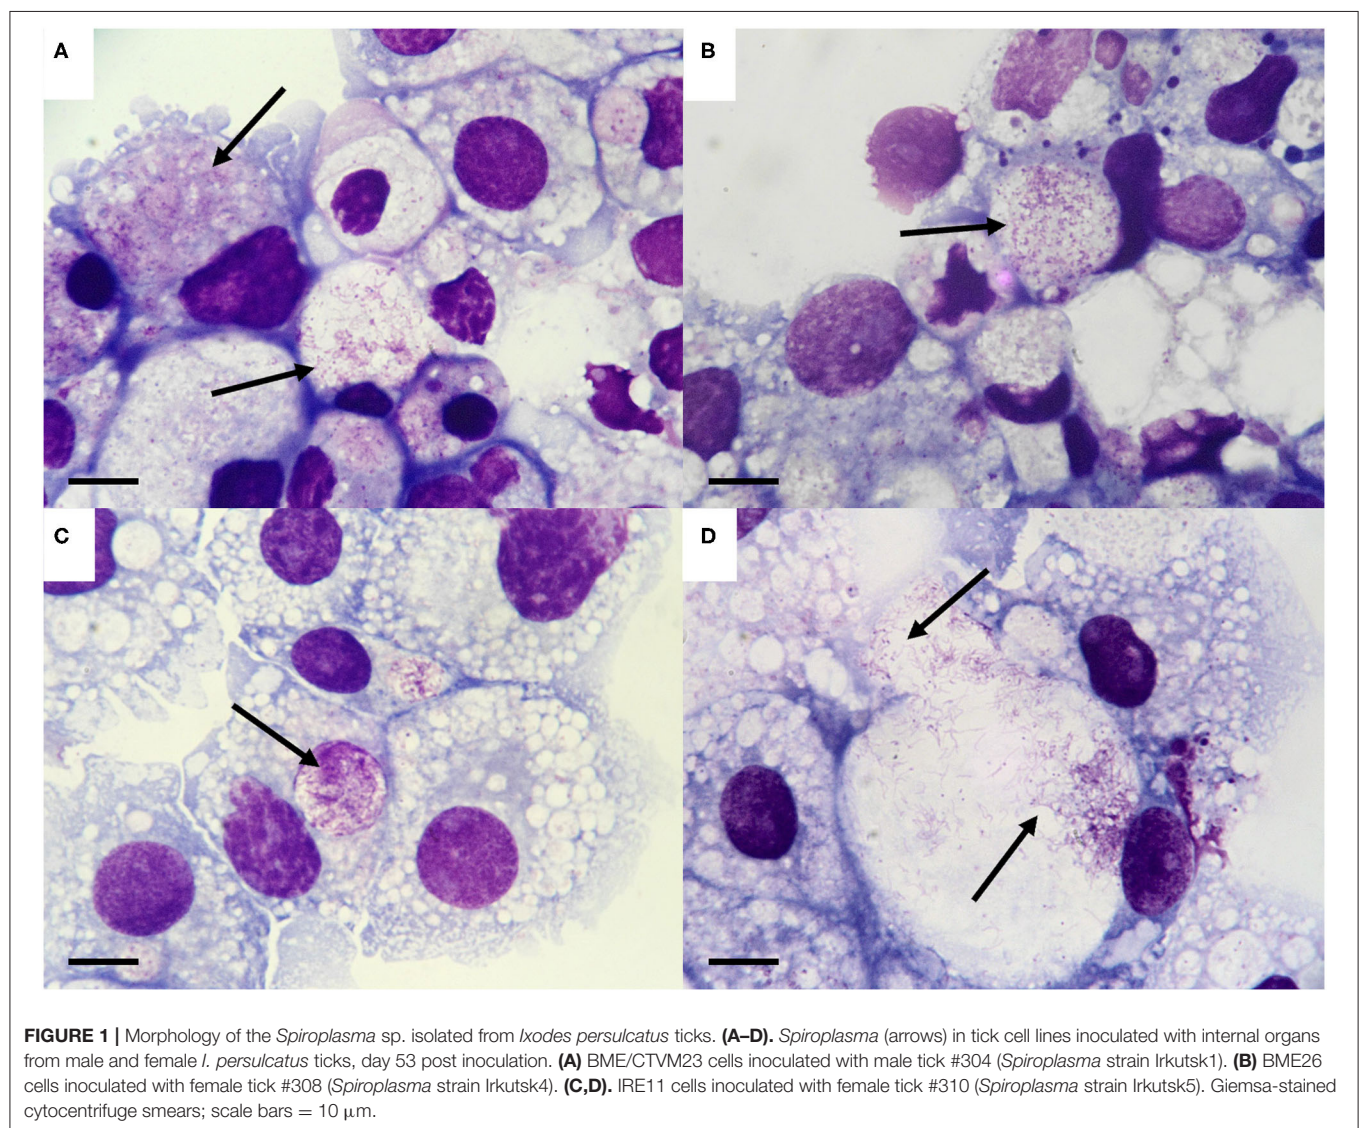 A
B
C
D
FIGURE 1 | Morphology of the Spiroplasma sp. isolated from Ixodes persulcatus ticks. (A–D). Spiroplasma (arrows) in tick cell lines inoculated with internal organs
from male and female I. persulcatus ticks, day 53 post inoculation. (A) BME/CTVM23 cells inoculated with male tick #304 (Spiroplasma strain Irkutsk1). (B) BME26
cells inoculated with female tick #308 (Spiroplasma strain Irkutsk4). (C,D). IRE11 cells inoculated with female tick #310 (Spiroplasma strain Irkutsk5). Giemsa-stained
cytocentrifuge smears; scale bars = 10 μm.